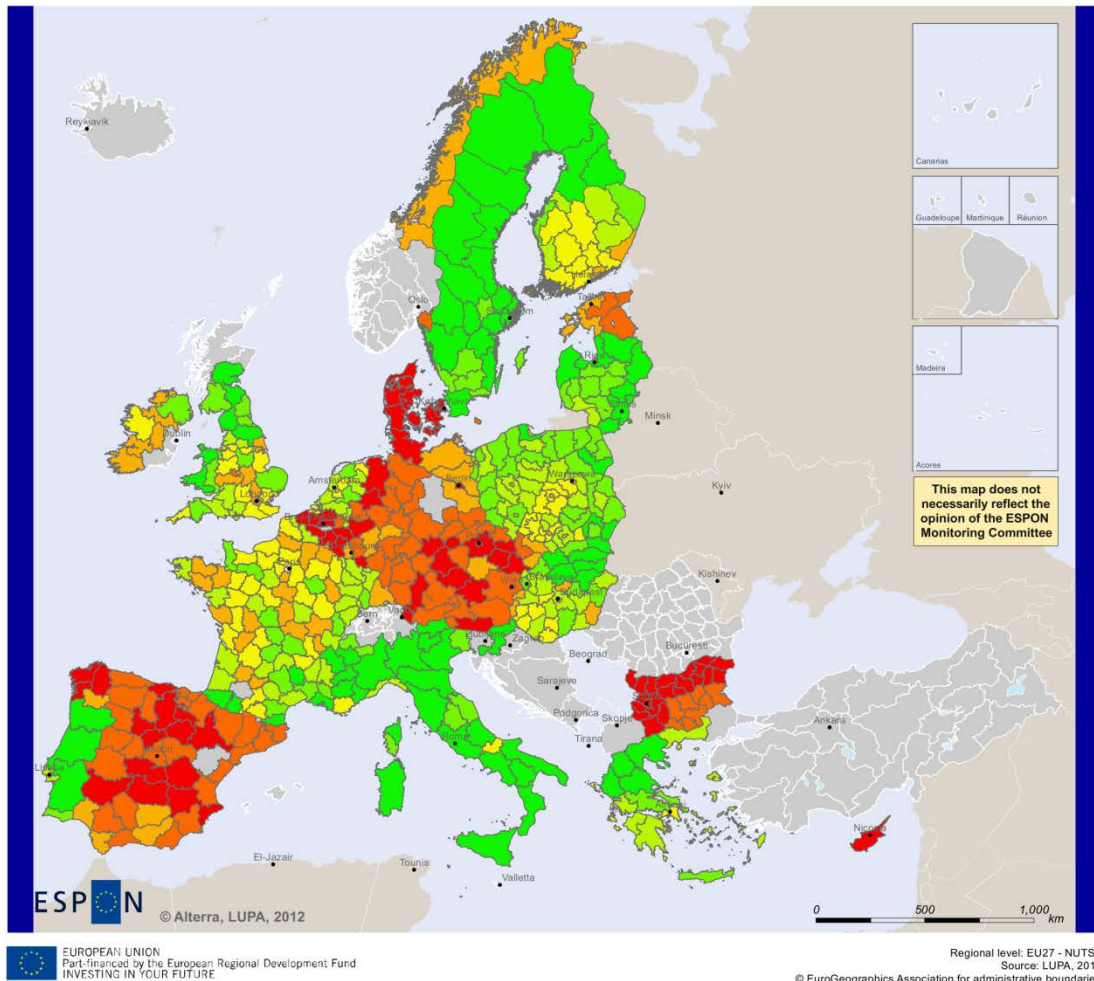 Reykjavik
Canarias
Guadeloupe
Martinique
Réunion
Oslo
Tallinn
Riga
Madeira
Minsk
Dublin
Amsterdam
Berlin
Kyiv
Acores
This map does not
necessarily reflect the
opinion of the ESPON
Monitoring Committee
Paris
Kishinev
Bern
Zagreb
Bucuresti
Beograd
Sarajevo
Podgorica
Skopje
Ankara
Tirana
El-Jazair
Tounis
Valletta
ESPON
© Alterra, LUPA, 2012
0
500
1,000
km
EUROPEAN UNION
Part-financed by the European Regional Development Fund
INVESTING IN YOUR FUTURE
Regional level: EU27 - NUTS
Source: LUPA, 201
© EuroGeographics Association for administrative boundarie